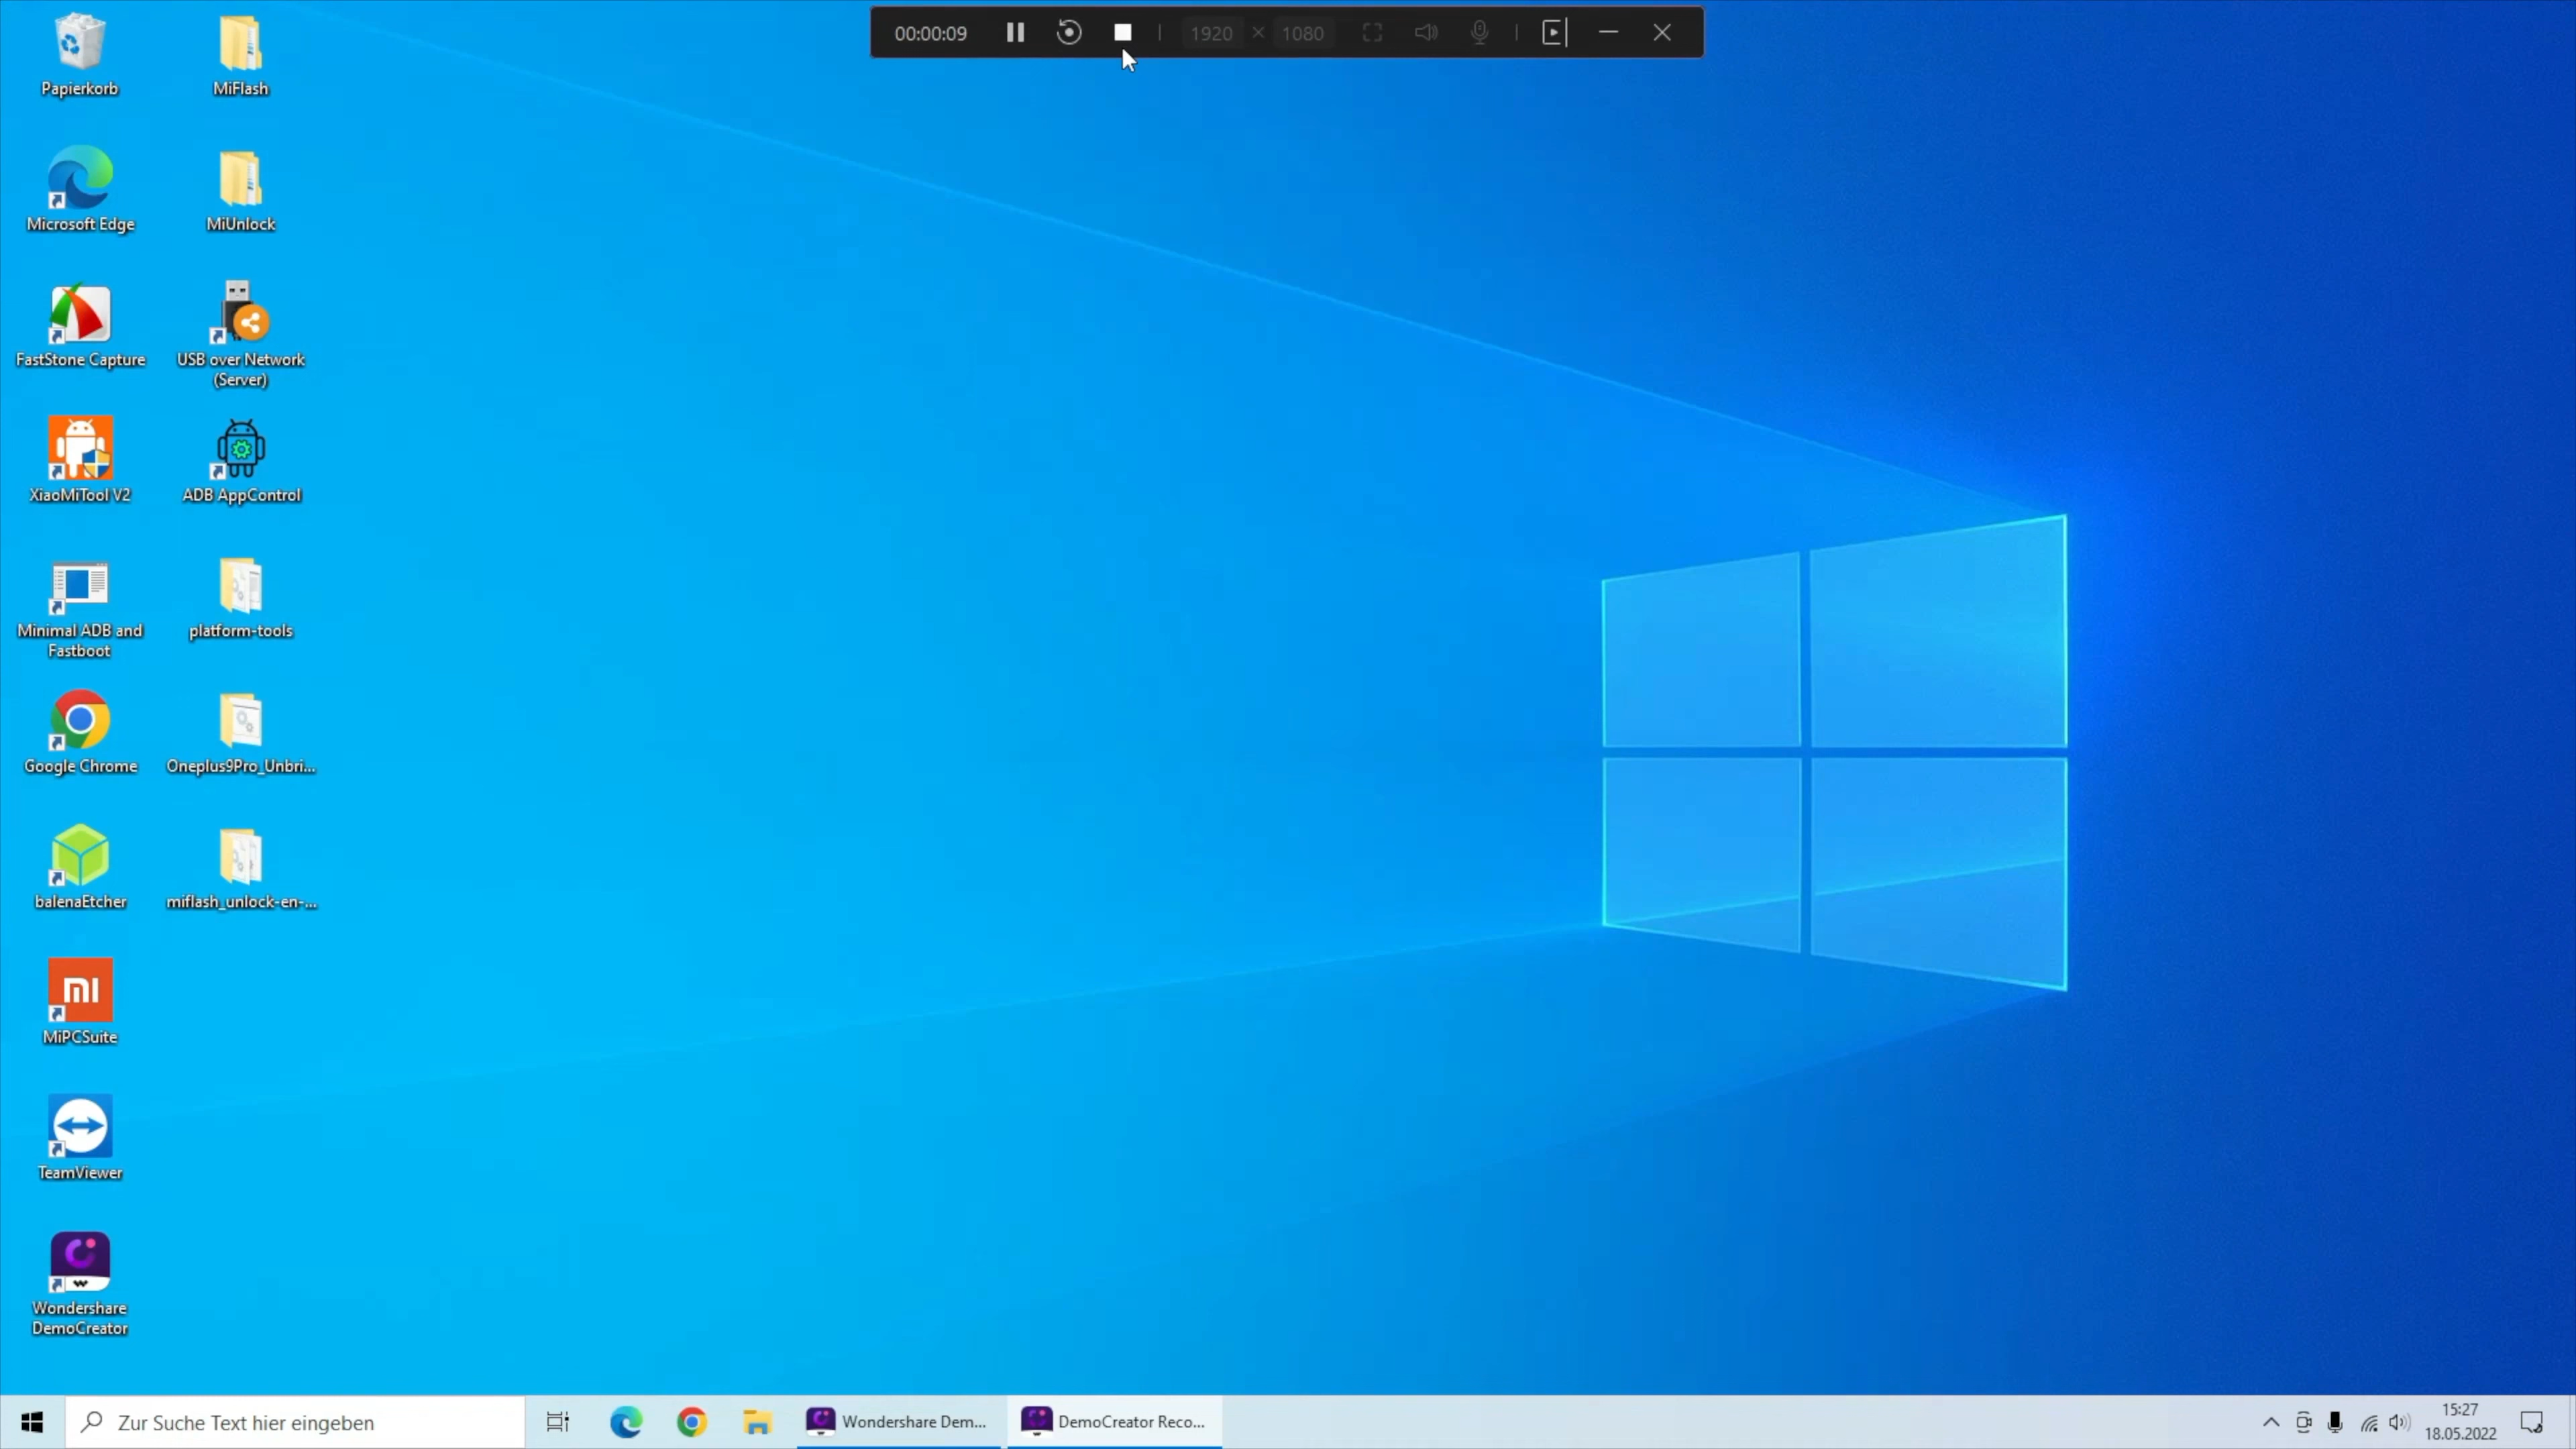 00:00:09
1920 × 1080
Papierkorb
MiFlash
Microsoft Edge
MiUnlock
FastStone Capture
USB over Network
(Server)
XiaoMiTool V2
ADB AppControl
Minimal ADB and
Fastboot
platform-tools
Google Chrome
Oneplus9Pro_Unbri...
balenaEtcher
miflash_unlock-en-...
mi
MiPCSuite
TeamViewer
Wondershare
DemoCreator
Zur Suche Text hier eingeben
Wondershare Dem...
DemoCreator Reco...
15:27
18.05.2022